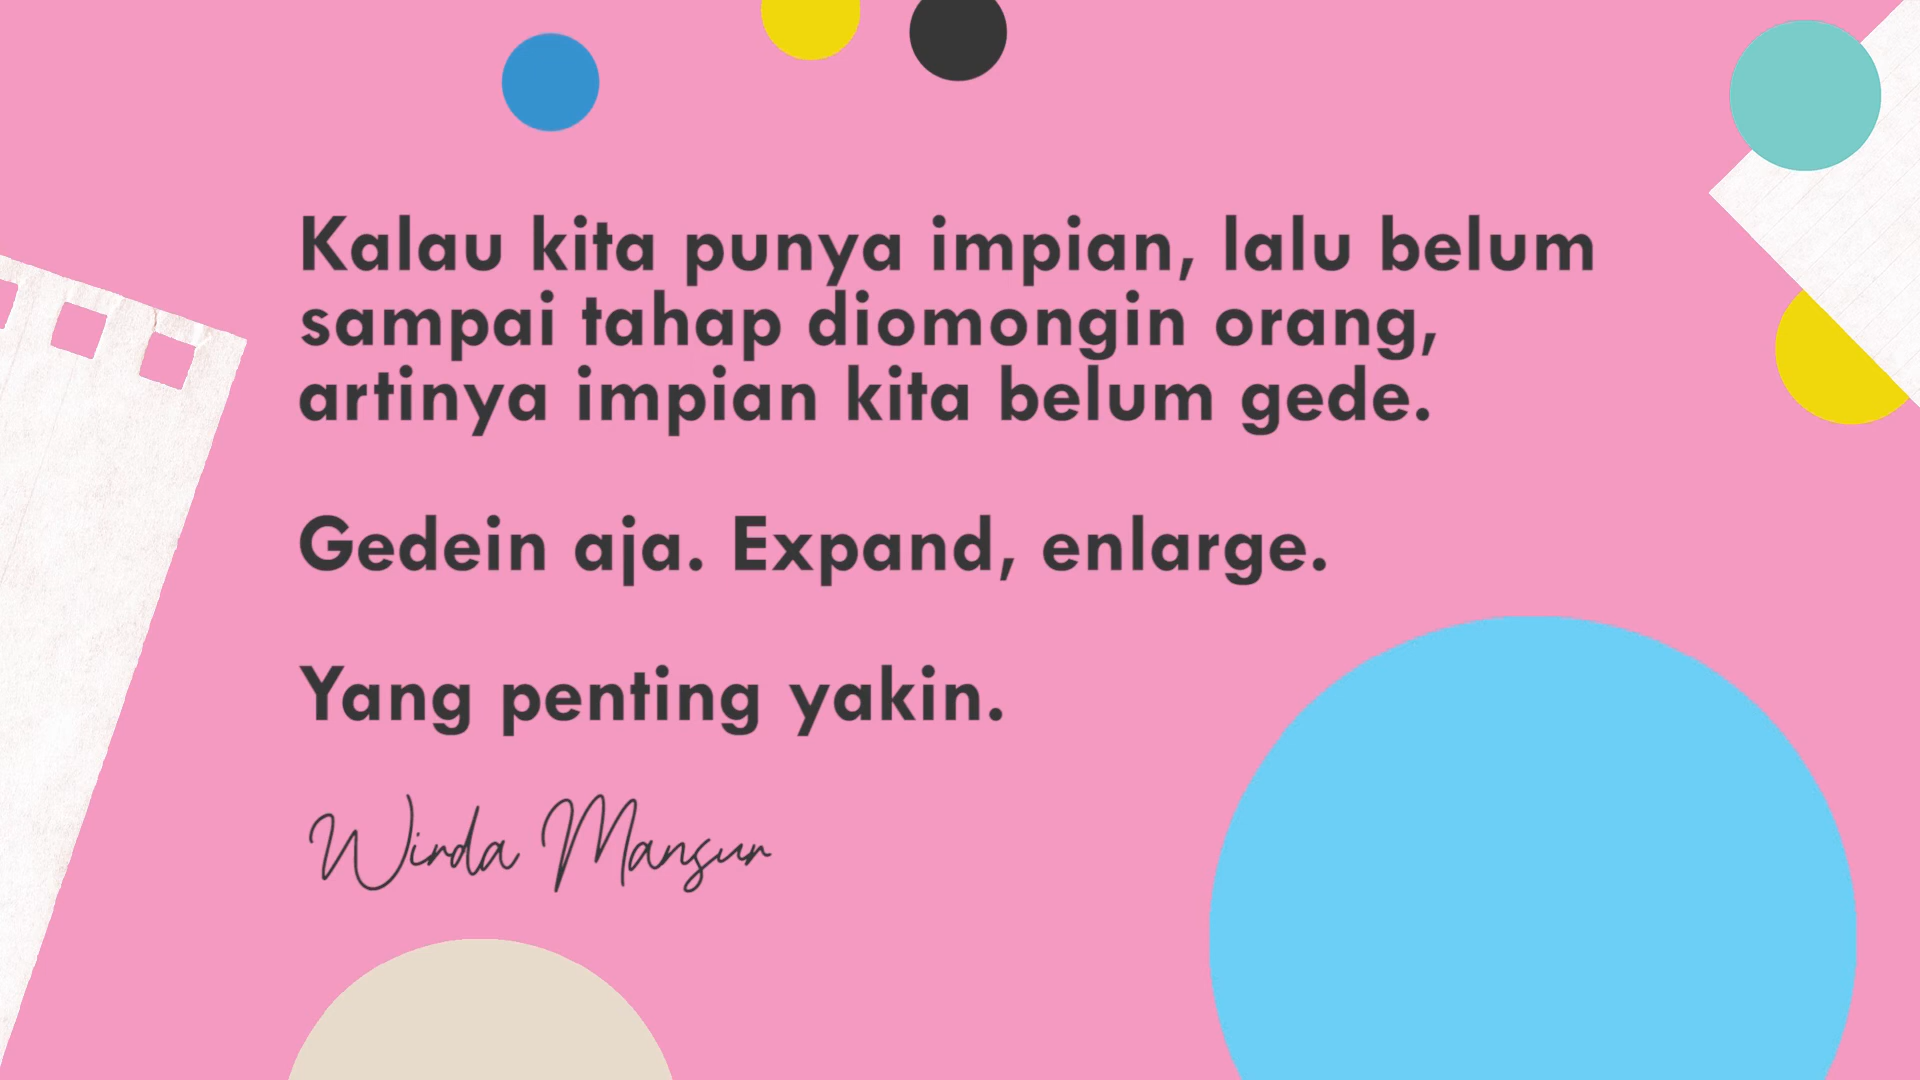 Kalau kita punya impian, lalu belum
sampai tahap diomongin orang,
artinya impian kita belum gede.
Gedein aja. Expand, enlarge.
Yang penting yakin.
Wirda Mansur